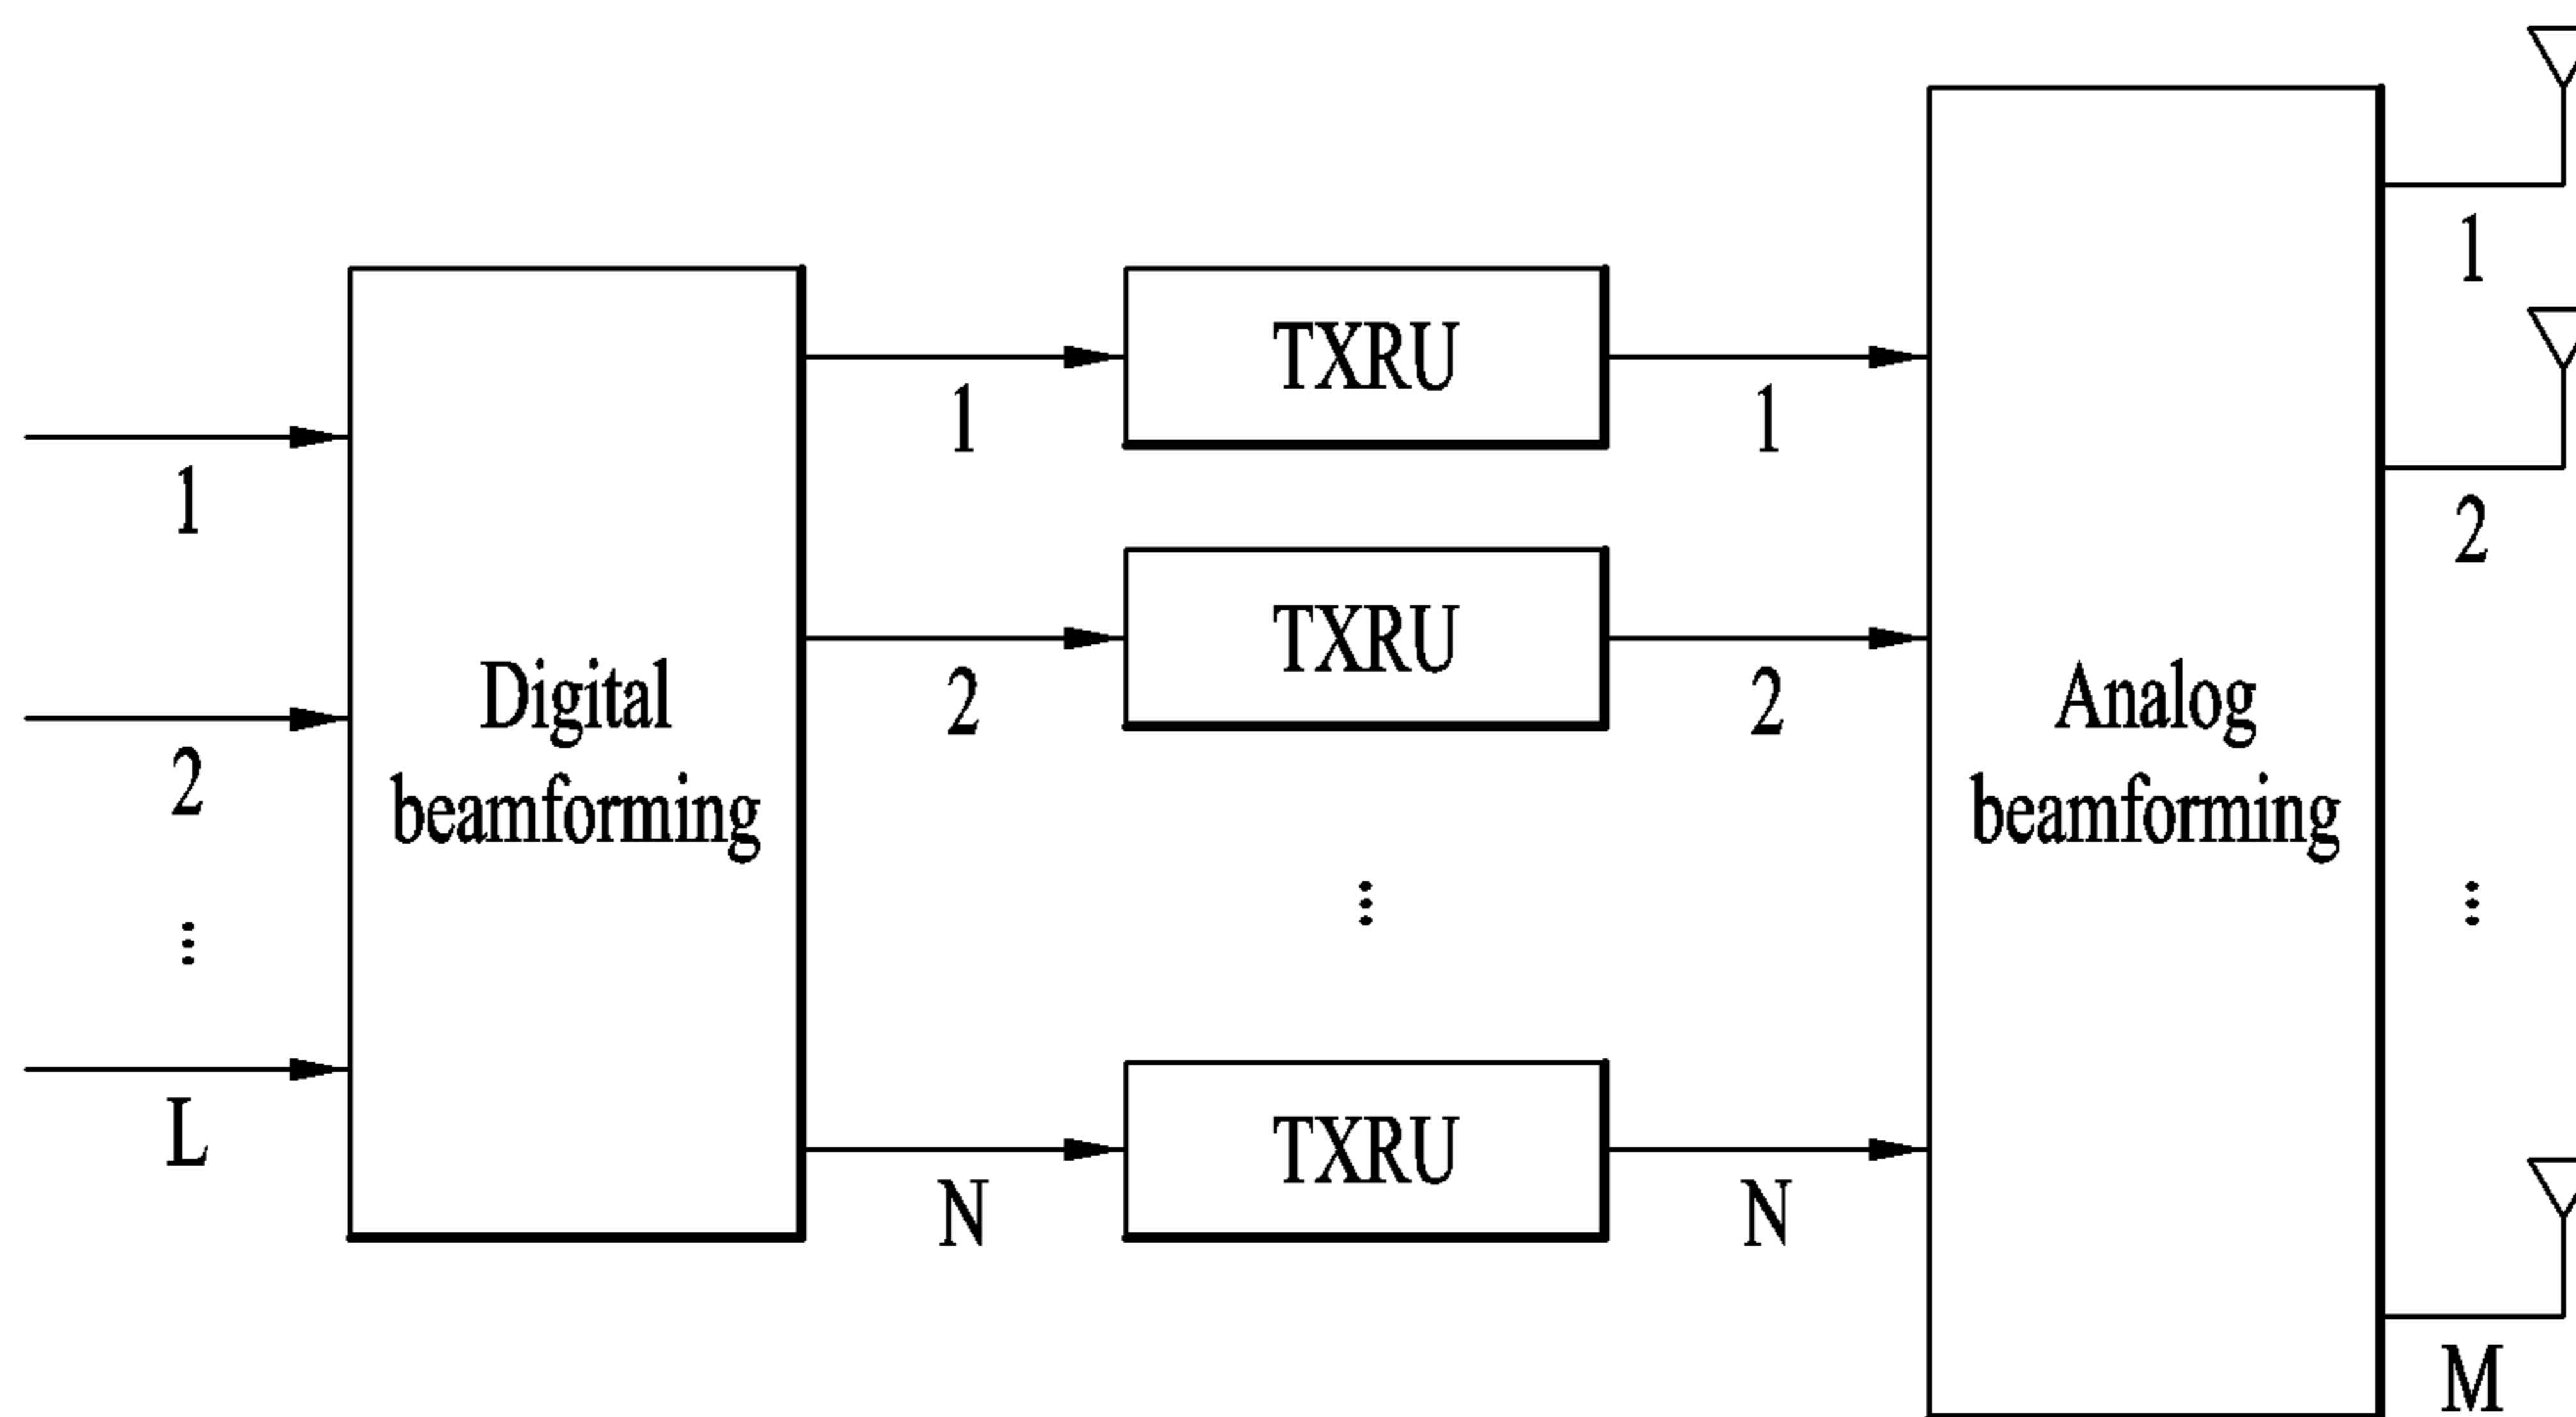 1
2
⋮
L
Digital
beamforming
1
2
N
TXRU
TXRU
⋮
TXRU
1
2
N
Analog
beamforming
1
2
⋮
M